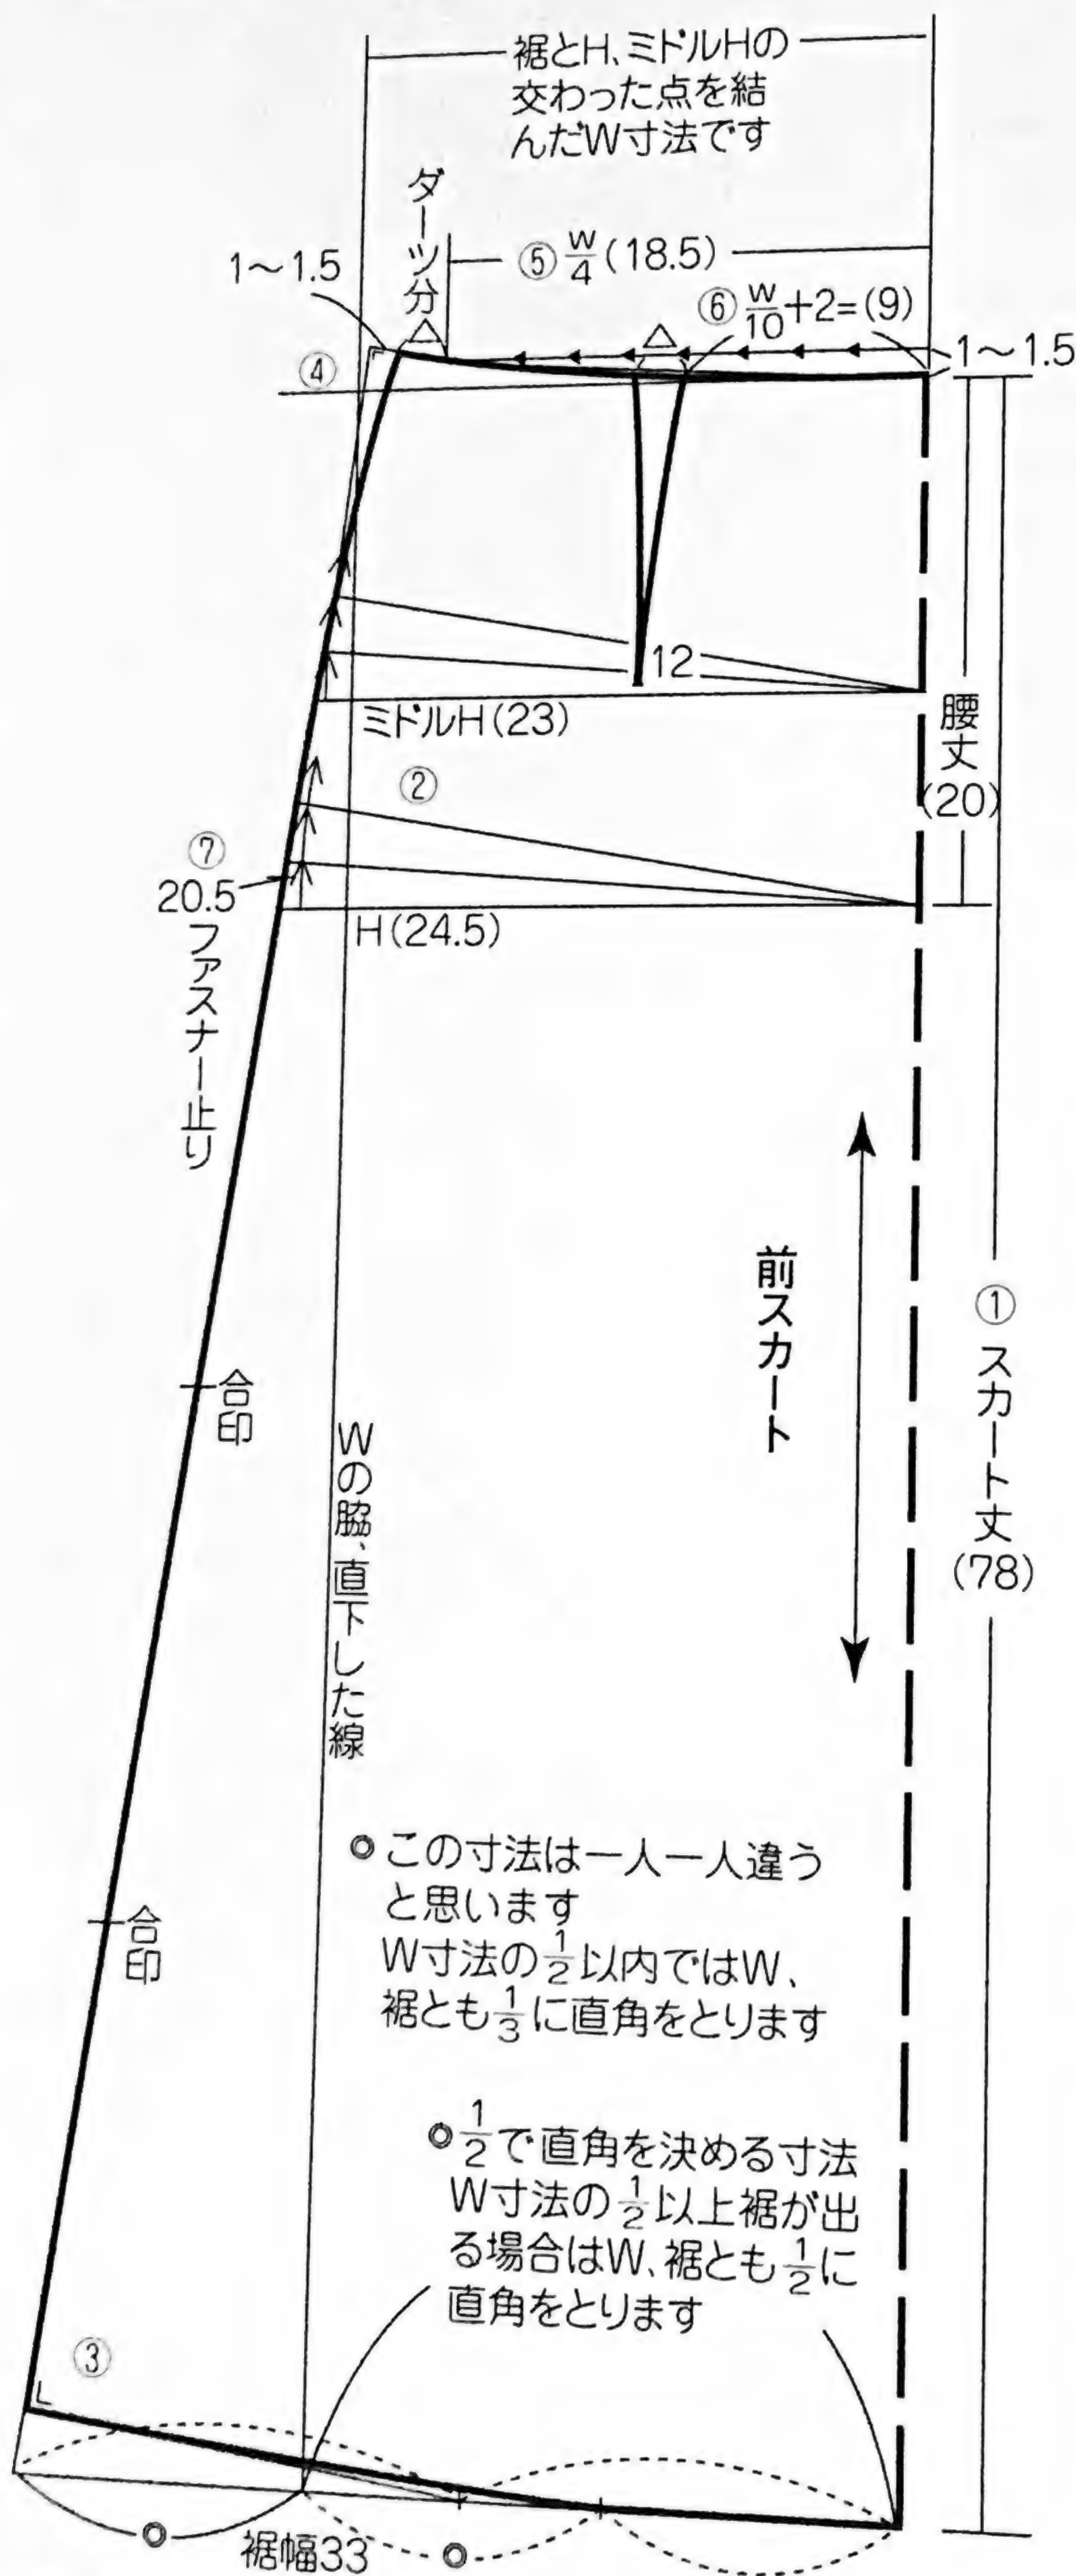 裾とH、ミドルHの
交わった点を結
んだW寸法です
ダーツ分△
1～1.5
⑤ W/4 (18.5)
⑥ W/10 +2=(9)
△
1～1.5
④
12
ミドルH(23)
腰丈
(20)
②
⑦
20.5
ファスナー止り
H(24.5)
前スカート
① スカート丈
(78)
合印
Wの脇、直下した線
合印
◎この寸法は一人一人違う
と思います
W寸法の1/2以内ではW、
裾とも1/3に直角をとります
◎1/2で直角を決める寸法
W寸法の1/2以上裾が出
る場合はW、裾とも1/2に
直角をとります
③
◎
裾幅33
◎